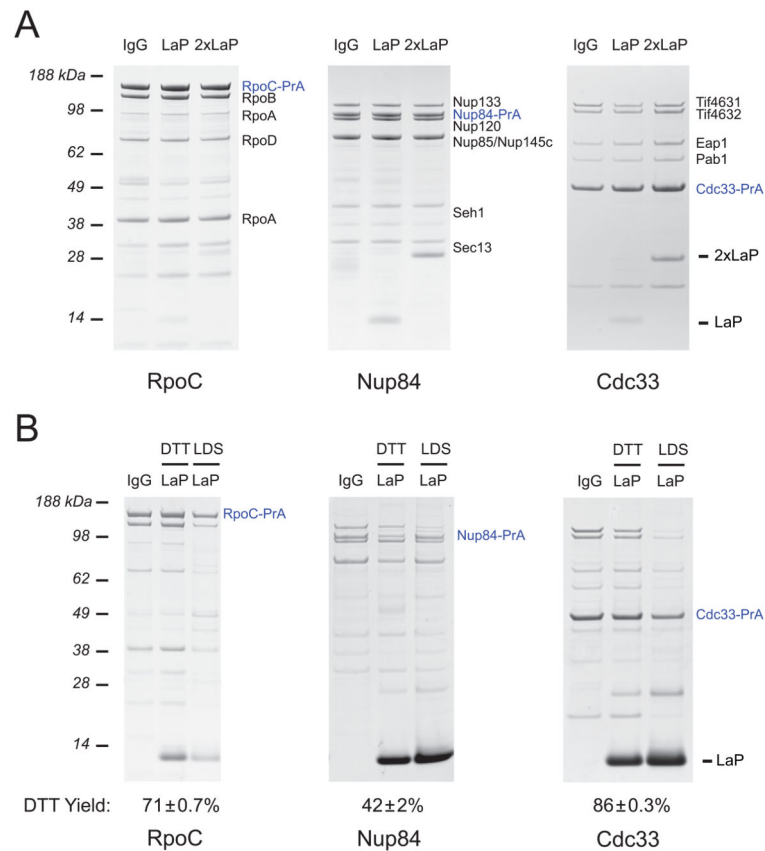 A
IgG LaP 2xLaP
IgG LaP 2xLaP
IgG LaP 2xLaP
188 kDa
98
62
49
38
28
14
RpoC-PrA
RpoB
RpoA
RpoD
RpoA
Nup133
Nup84-PrA
Nup120
Nup85/Nup145c
Seh1
Sec13
Tif4631
Tif4632
Eap1
Pab1
Cdc33-PrA
2xLaP
LaP
RpoC
Nup84
Cdc33
B
DTT LDS
IgG LaP LaP
DTT LDS
IgG LaP LaP
DTT LDS
IgG LaP LaP
188 kDa
98
62
49
38
28
14
RpoC-PrA
Nup84-PrA
Cdc33-PrA
LaP
DTT Yield: 71±0.7% 42±2% 86±0.3%
RpoC
Nup84
Cdc33